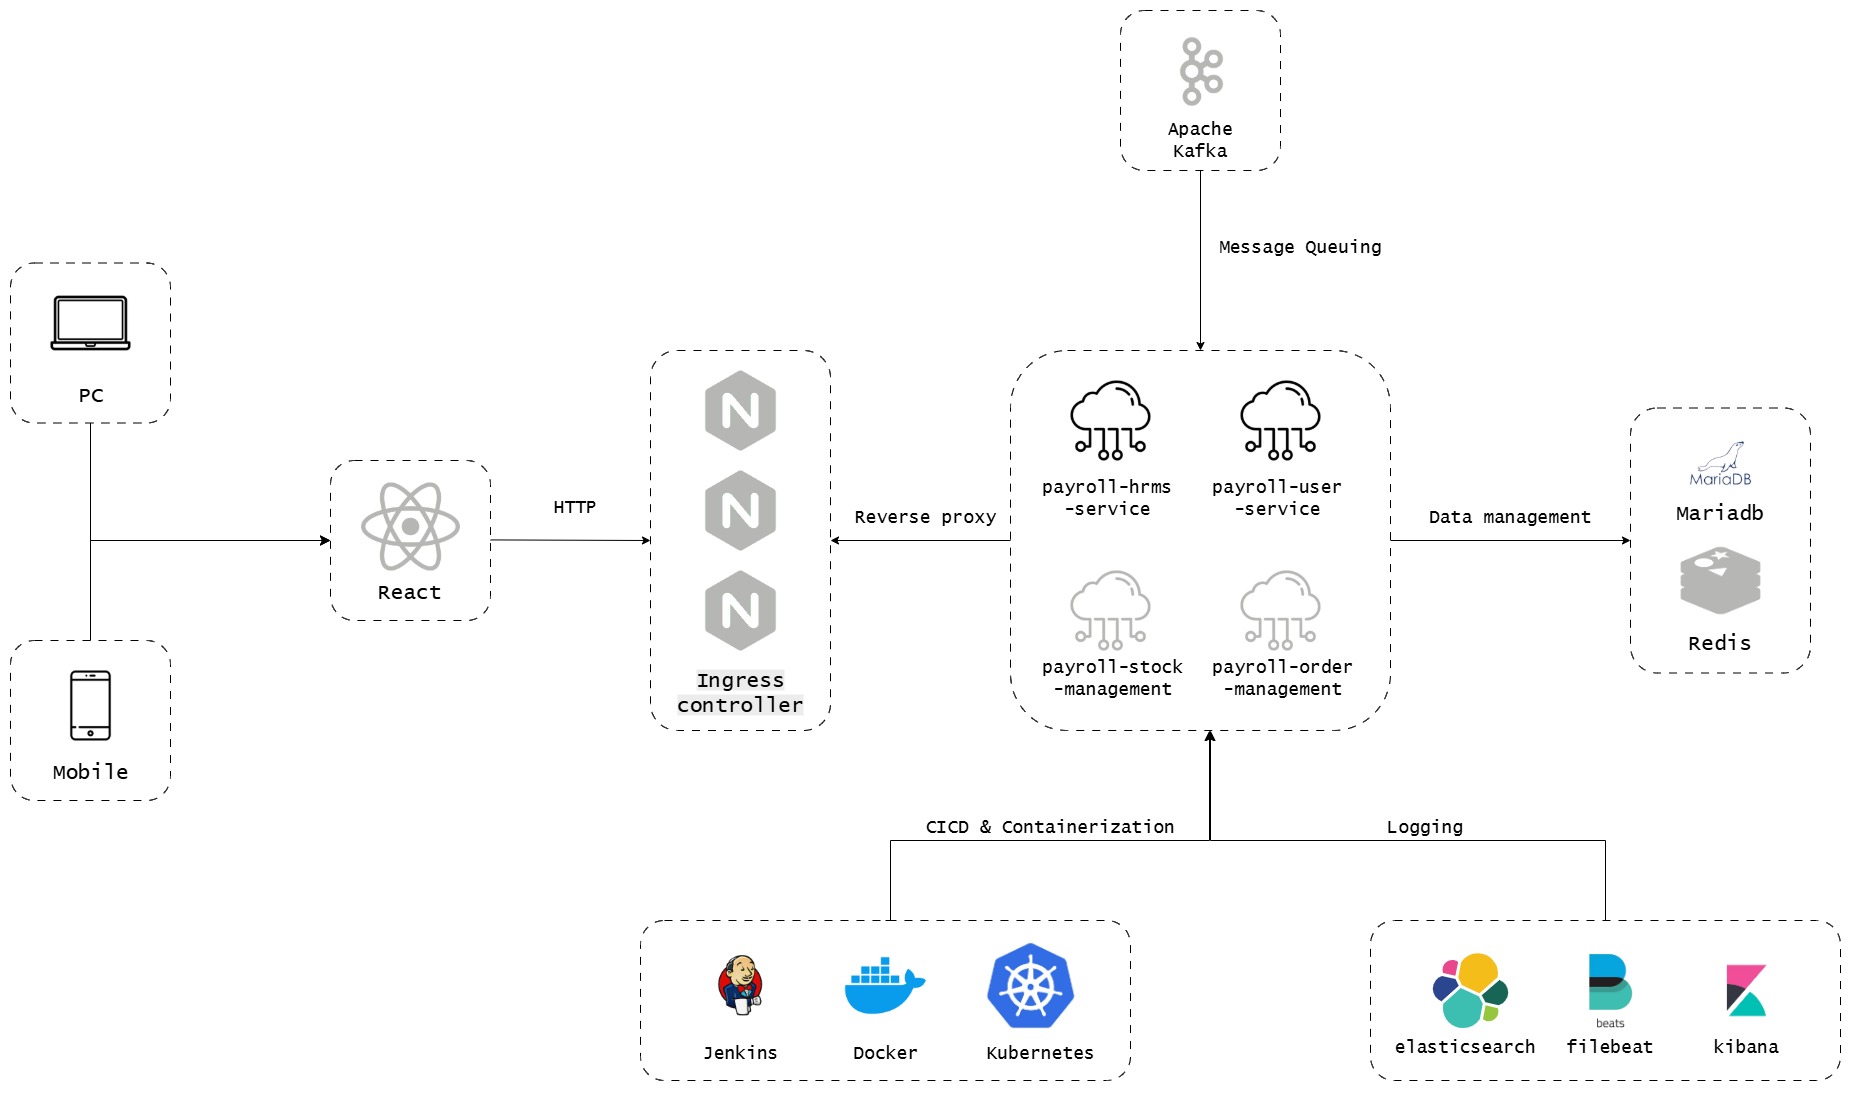 Apache
Kafka
Message Queuing
PC
Mobile
React
HTTP
Ingress
controller
Reverse proxy
payroll-hrms
-service
payroll-user
-service
payroll-stock
-management
payroll-order
-management
Data management
MariaDB
Mariadb
Redis
CICD & Containerization
Logging
Jenkins
Docker
Kubernetes
elasticsearch
beats
filebeat
kibana